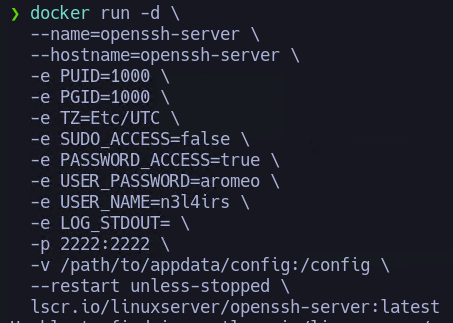 ❯ docker run -d \
--name=openssh-server \
--hostname=openssh-server \
-e PUID=1000 \
-e PGID=1000 \
-e TZ=Etc/UTC \
-e SUDO_ACCESS=false \
-e PASSWORD_ACCESS=true \
-e USER_PASSWORD=aromeo \
-e USER_NAME=n3l4irs \
-e LOG_STDOUT= \
-p 2222:2222 \
-v /path/to/appdata/config:/config \
--restart unless-stopped \
lscr.io/linuxserver/openssh-server:latest